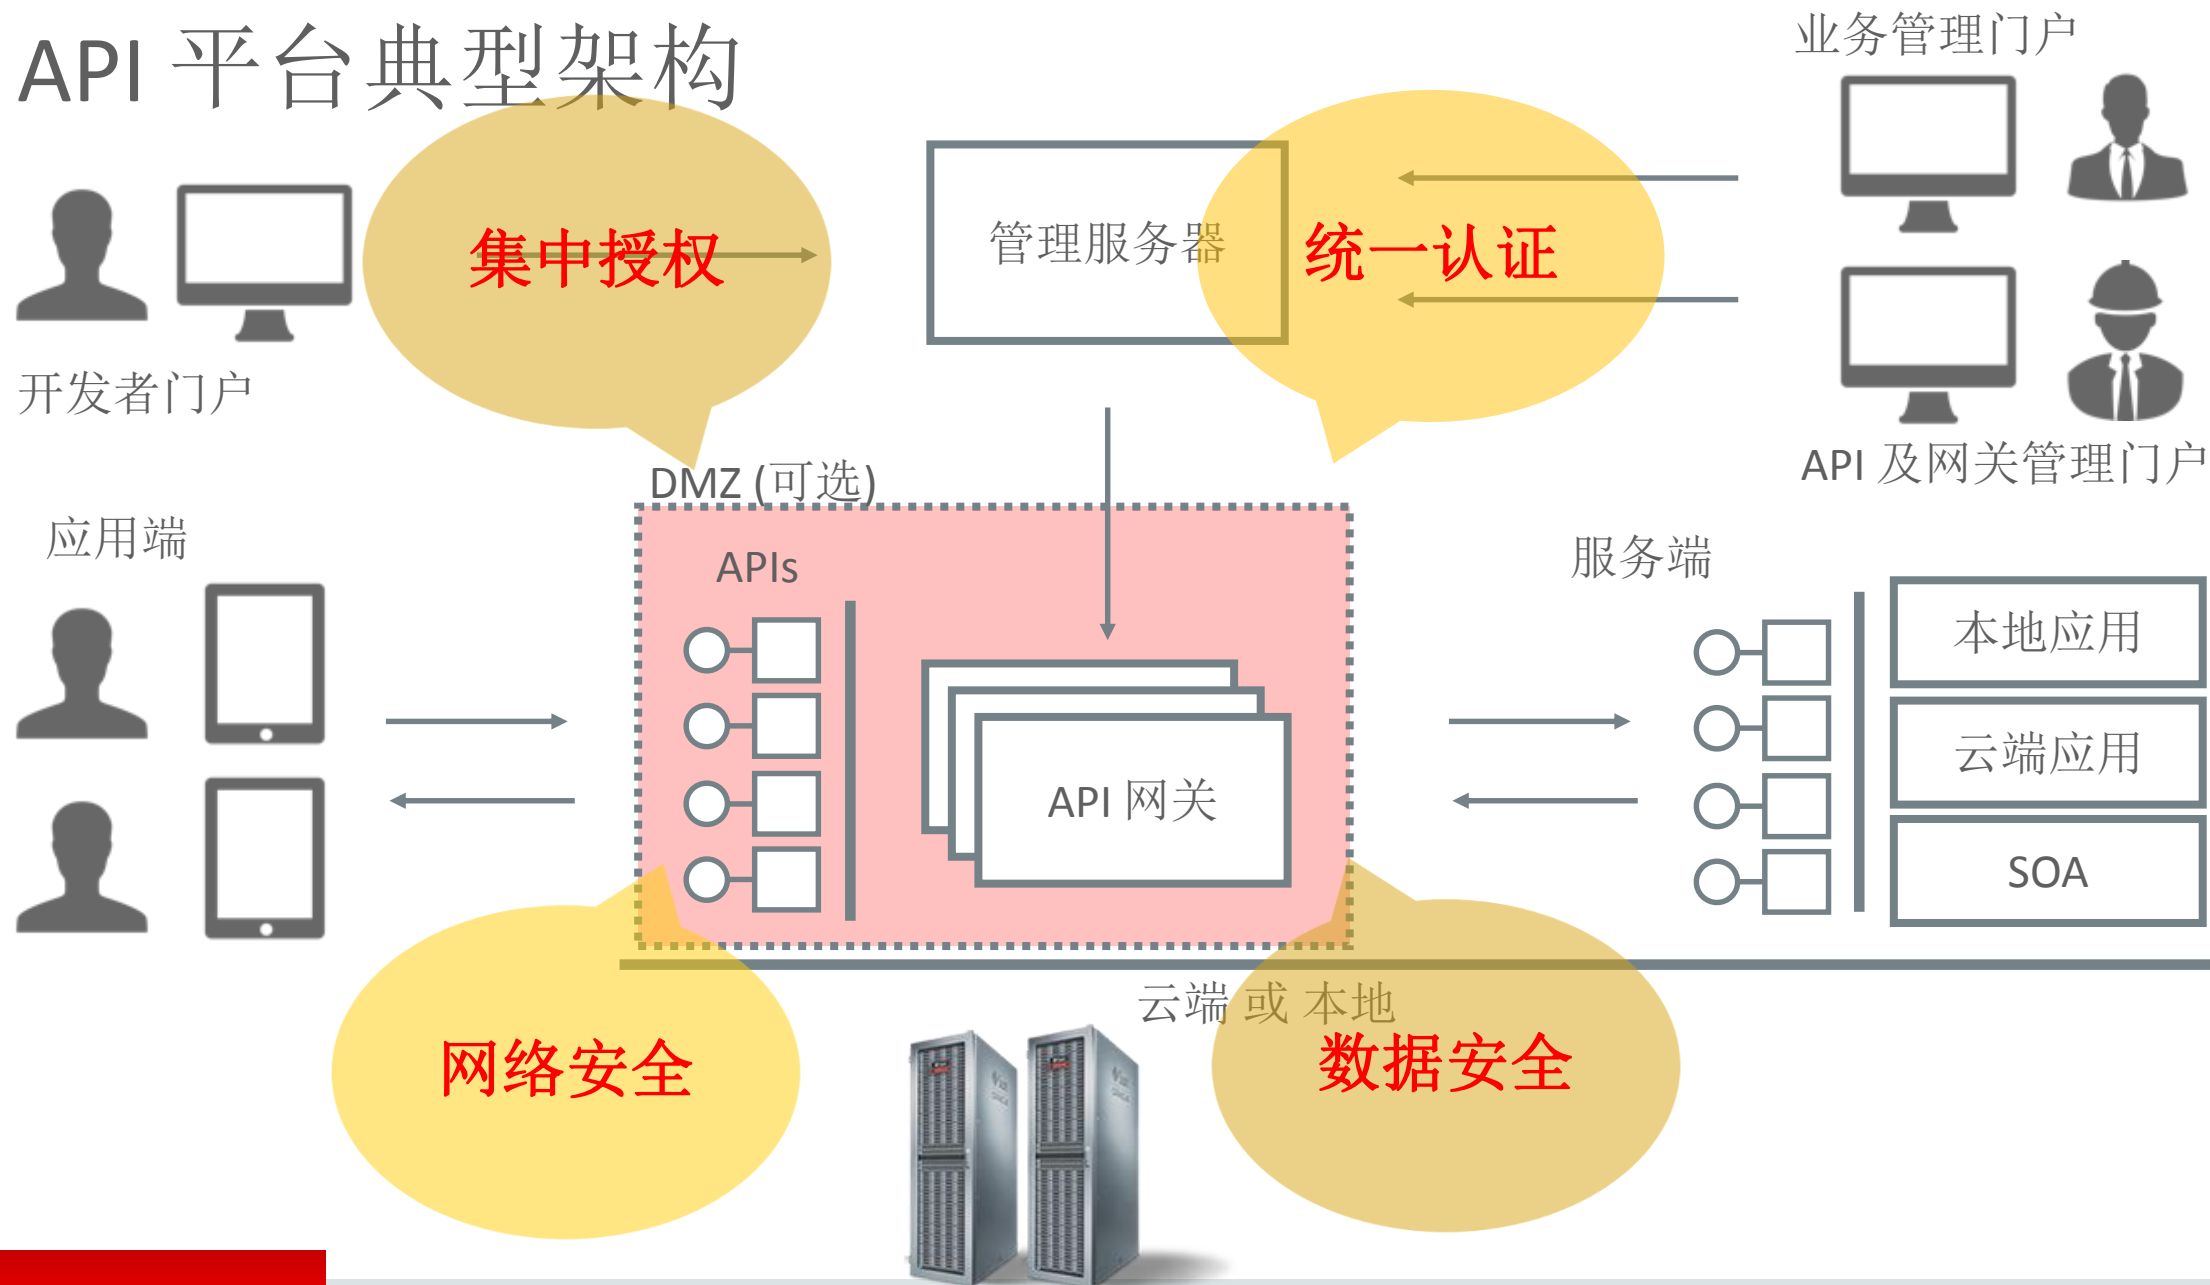 API 平台典型架构
业务管理门户
集中授权
管理服务器
统一认证
开发者门户
API 及网关管理门户
DMZ (可选)
应用端
APIs
服务端
本地应用
云端应用
API 网关
SOA
云端 或 本地
网络安全
数据安全